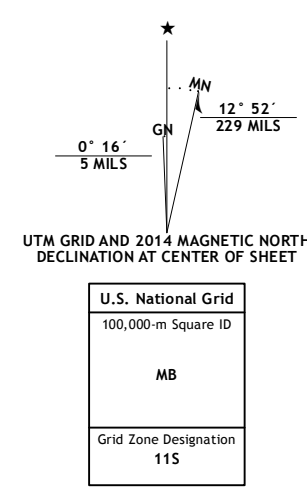 ★
MN
GN
12° 52´
229 MILS
0° 16´
5 MILS
UTM GRID AND 2014 MAGNETIC NORTH
DECLINATION AT CENTER OF SHEET
U.S. National Grid
100,000-m Square ID
MB
Grid Zone Designation
11S